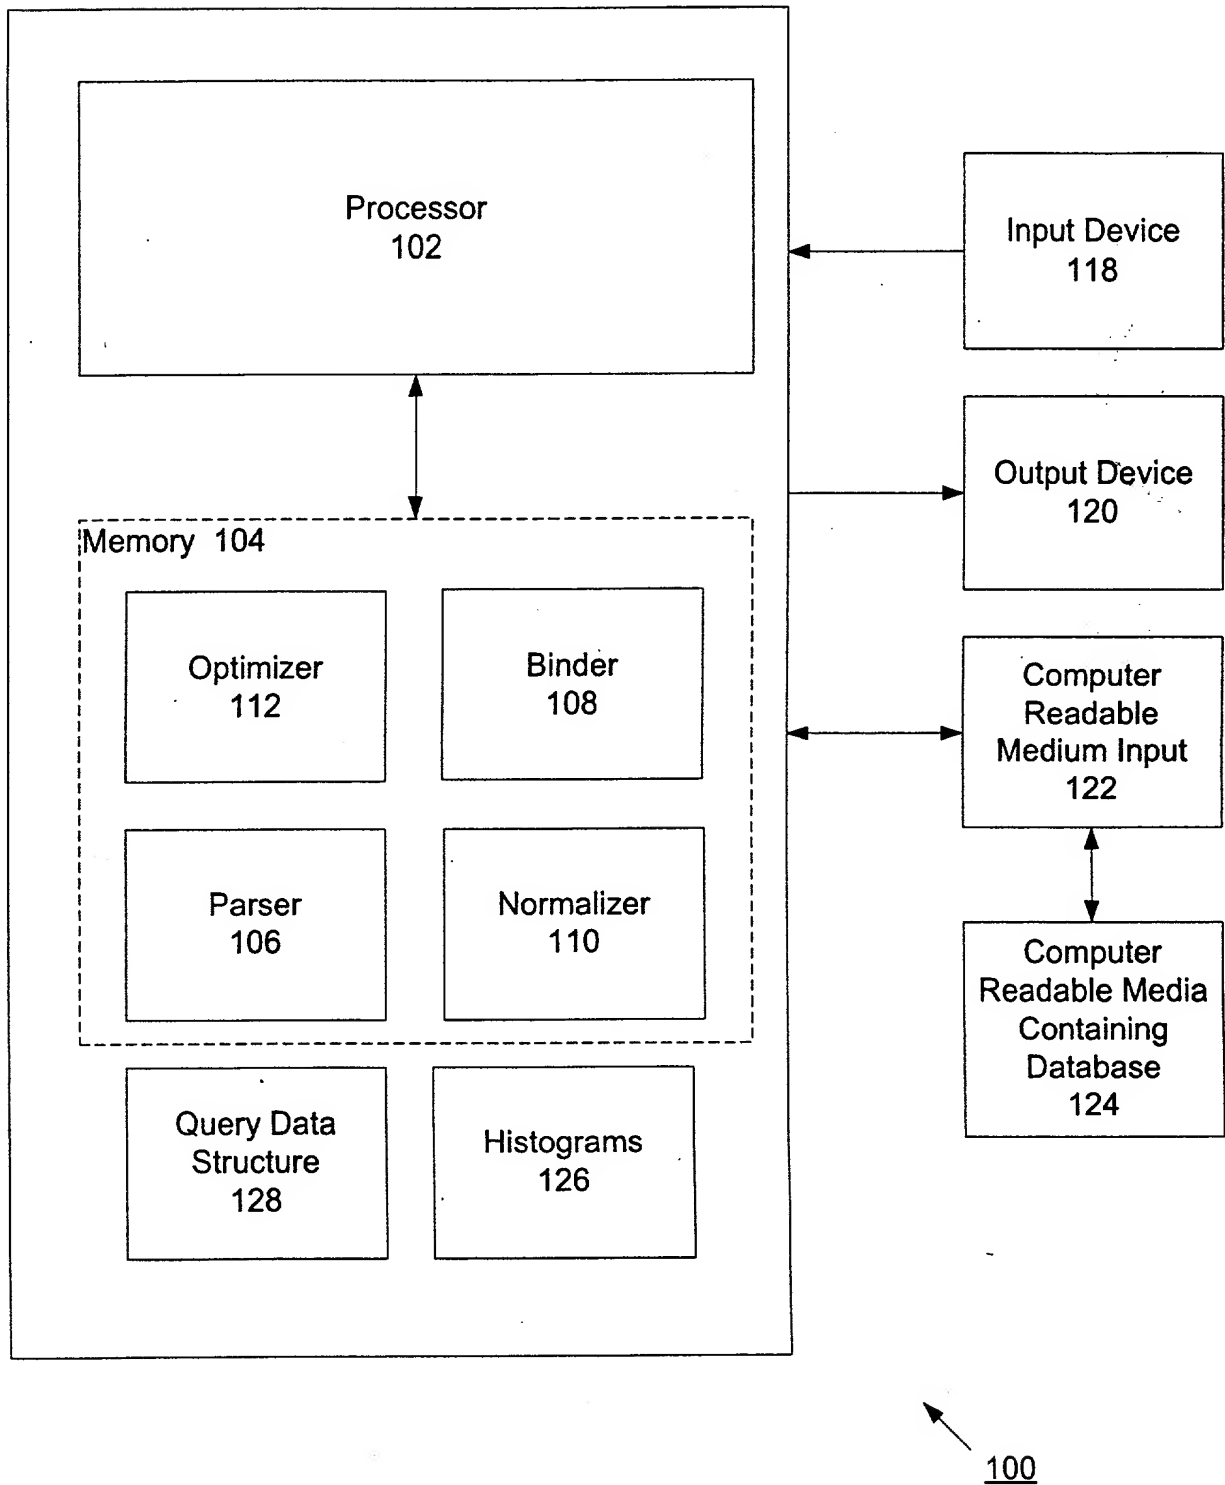 Processor
102
Memory 104
Optimizer
112
Binder
108
Parser
106
Normalizer
110
Query Data
Structure
128
Histograms
126
Input Device
118
Output Device
120
Computer
Readable
Medium Input
122
Computer
Readable Media
Containing
Database
124
100